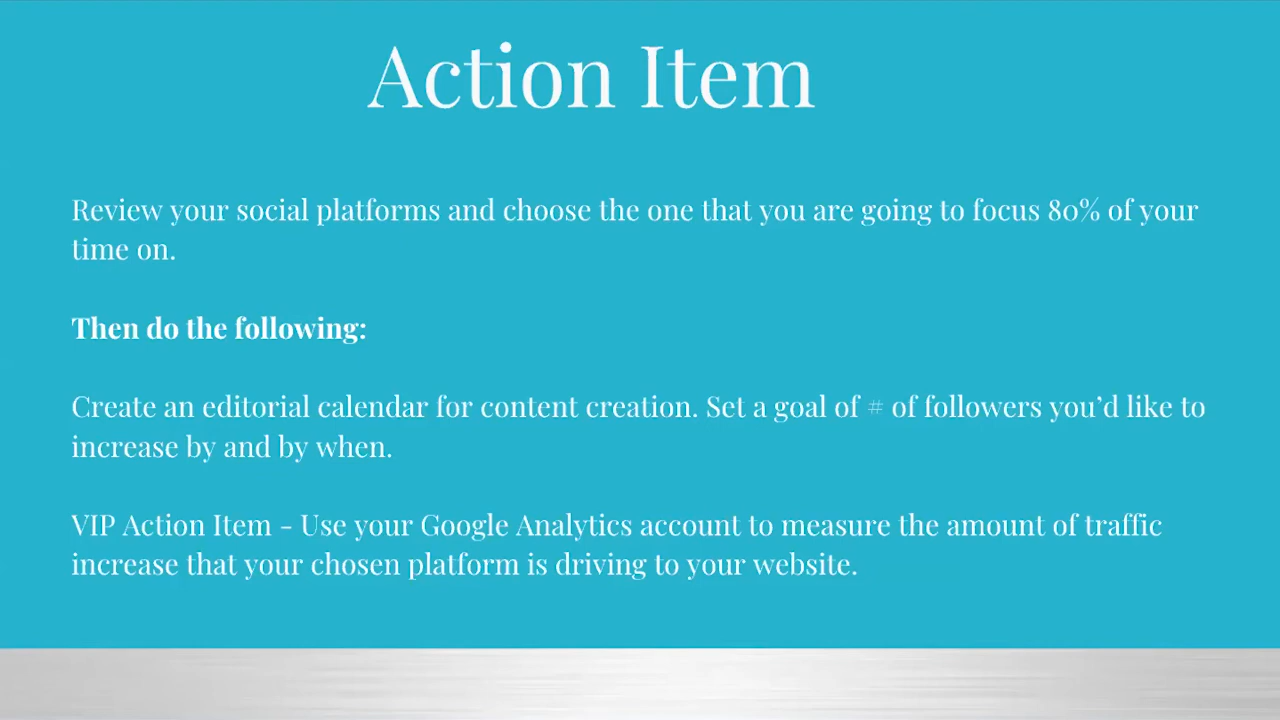 Action Item
Review your social platforms and choose the one that you are going to focus 80% of your
time on.
Then do the following:
Create an editorial calendar for content creation. Set a goal of # of followers you’d like to
increase by and by when.
VIP Action Item - Use your Google Analytics account to measure the amount of traffic
increase that your chosen platform is driving to your website.